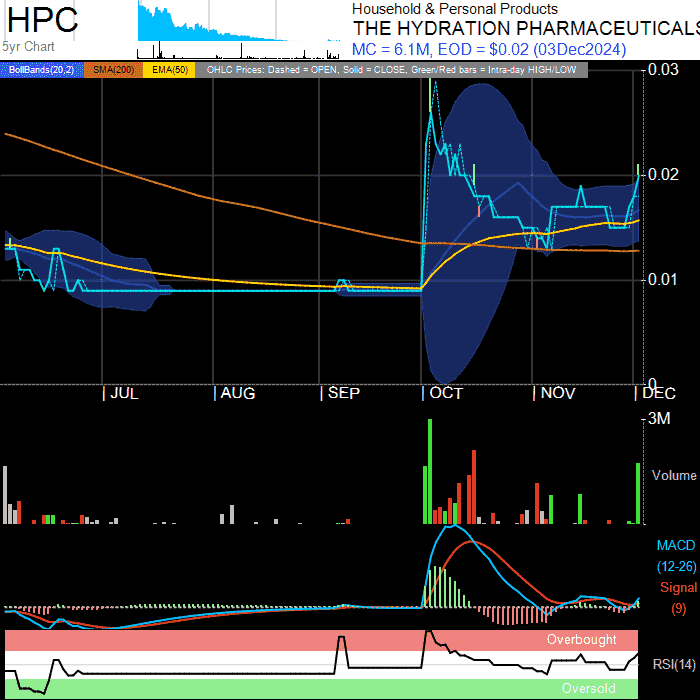 HPC
Household & Personal Products
THE HYDRATION PHARMACEUTICALS
5yr Chart
MC = 6.1M, EOD = $0.02 (03Dec2024)
BollBands(20,2) SMA(200) EMA(50) OHLC Prices: Dashed = OPEN, Solid = CLOSE, Green/Red bars = Intra-day HIGH/LOW
0.03
0.02
0.01
0
JUL AUG SEP OCT NOV DEC
3M
Volume
MACD
(12-26)
Signal
(9)
Overbought
RSI(14)
Oversold